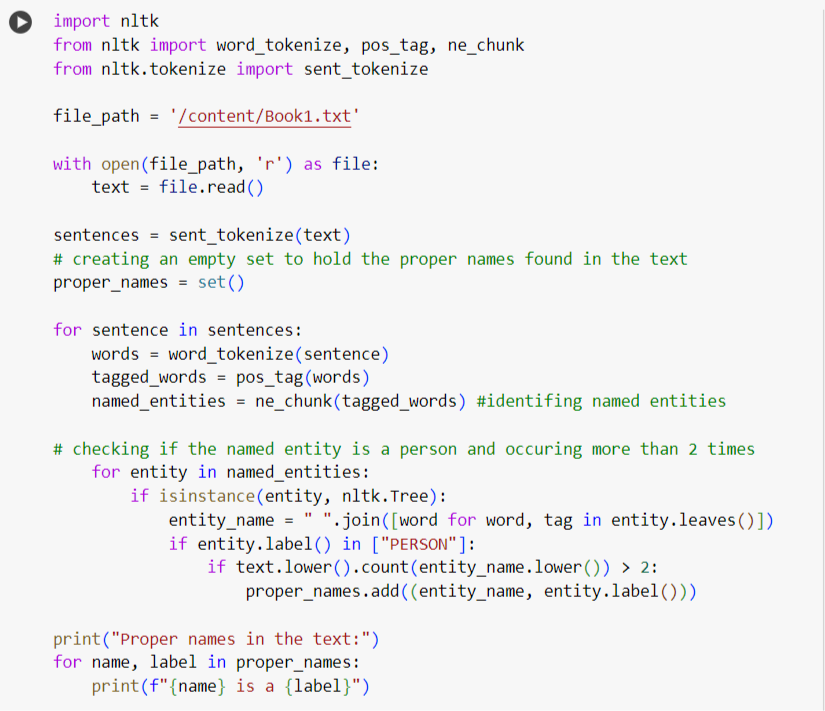 import nltk
from nltk import word_tokenize, pos_tag, ne_chunk
from nltk.tokenize import sent_tokenize

file_path = '/content/Book1.txt'

with open(file_path, 'r') as file:
    text = file.read()

sentences = sent_tokenize(text)
# creating an empty set to hold the proper names found in the text
proper_names = set()

for sentence in sentences:
    words = word_tokenize(sentence)
    tagged_words = pos_tag(words)
    named_entities = ne_chunk(tagged_words) #identifing named entities

# checking if the named entity is a person and occuring more than 2 times
    for entity in named_entities:
        if isinstance(entity, nltk.Tree):
            entity_name = " ".join([word for word, tag in entity.leaves()])
            if entity.label() in ["PERSON"]:
                if text.lower().count(entity_name.lower()) > 2:
                    proper_names.add((entity_name, entity.label()))

print("Proper names in the text:")
for name, label in proper_names:
    print(f"{name} is a {label}")